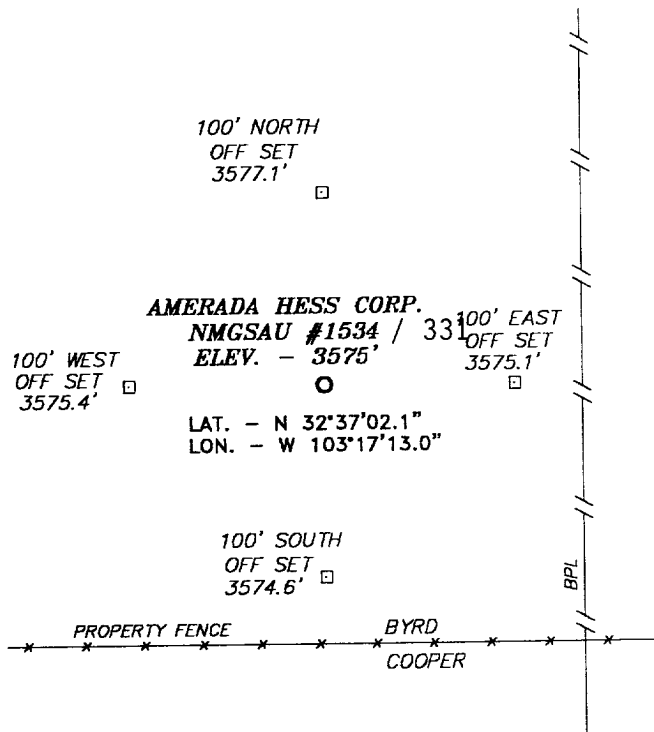 100' NORTH
OFF SET
3577.1'
AMERADA HESS CORP.
NMGSAU #1534 / 331
ELEV. - 3575'
100' WEST
OFF SET
3575.4'
100' EAST
OFF SET
3575.1'
LAT. - N 32°37'02.1"
LON. - W 103°17'13.0"
100' SOUTH
OFF SET
3574.6'
BPL
PROPERTY FENCE
BYRD
COOPER